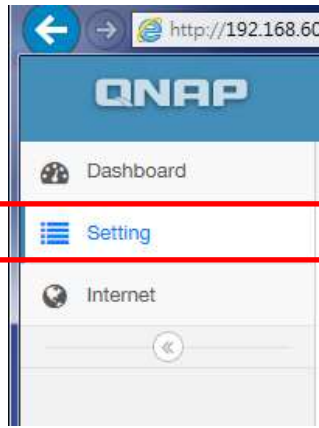 http://192.168.60
QNAP
Dashboard
Setting
Internet